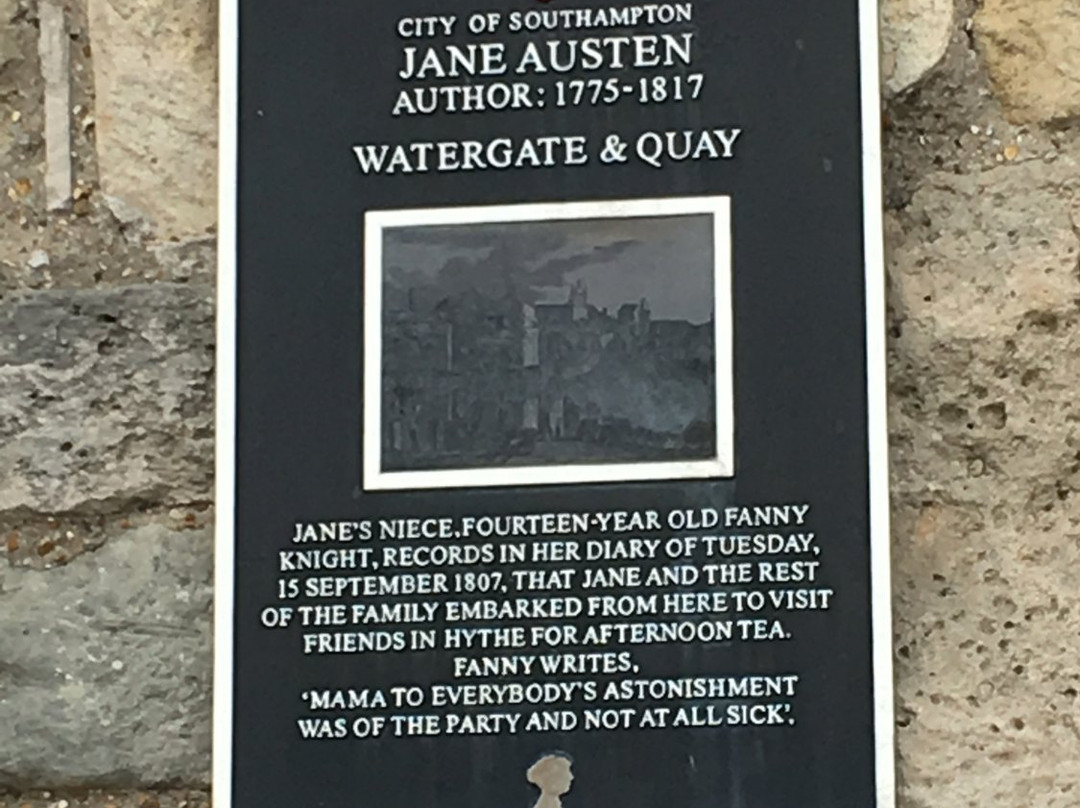 CITY OF SOUTHAMPTON
JANE AUSTEN
AUTHOR: 1775-1817
WATERGATE & QUAY
JANE'S NIECE, FOURTEEN-YEAR OLD FANNY
KNIGHT, RECORDS IN HER DIARY OF TUESDAY,
15 SEPTEMBER 1807, THAT JANE AND THE REST
OF THE FAMILY EMBARKED FROM HERE TO VISIT
FRIENDS IN HYTHE FOR AFTERNOON TEA.
FANNY WRITES,
'MAMA TO EVERYBODY'S ASTONISHMENT
WAS OF THE PARTY AND NOT AT ALL SICK'.